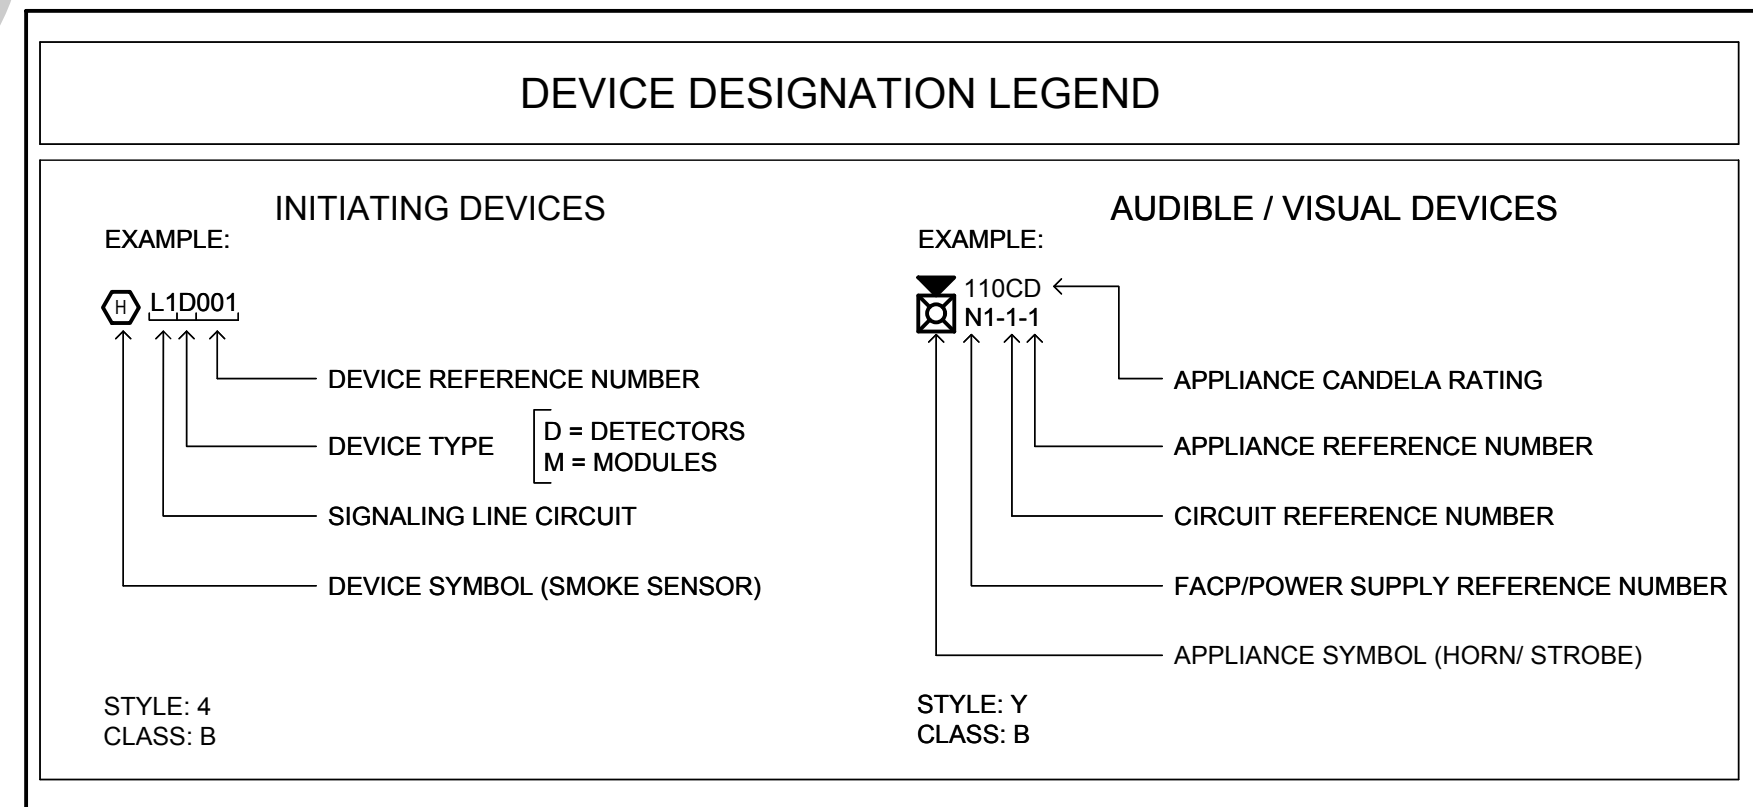 DEVICE DESIGNATION LEGEND
INITIATING DEVICES
EXAMPLE:
H L1D001
DEVICE REFERENCE NUMBER
DEVICE TYPE
D = DETECTORS
M = MODULES
SIGNALING LINE CIRCUIT
DEVICE SYMBOL (SMOKE SENSOR)
STYLE: 4
CLASS: B
AUDIBLE / VISUAL DEVICES
EXAMPLE:
110CD
N1-1-1
APPLIANCE CANDELA RATING
APPLIANCE REFERENCE NUMBER
CIRCUIT REFERENCE NUMBER
FACP/POWER SUPPLY REFERENCE NUMBER
APPLIANCE SYMBOL (HORN/ STROBE)
STYLE: Y
CLASS: B